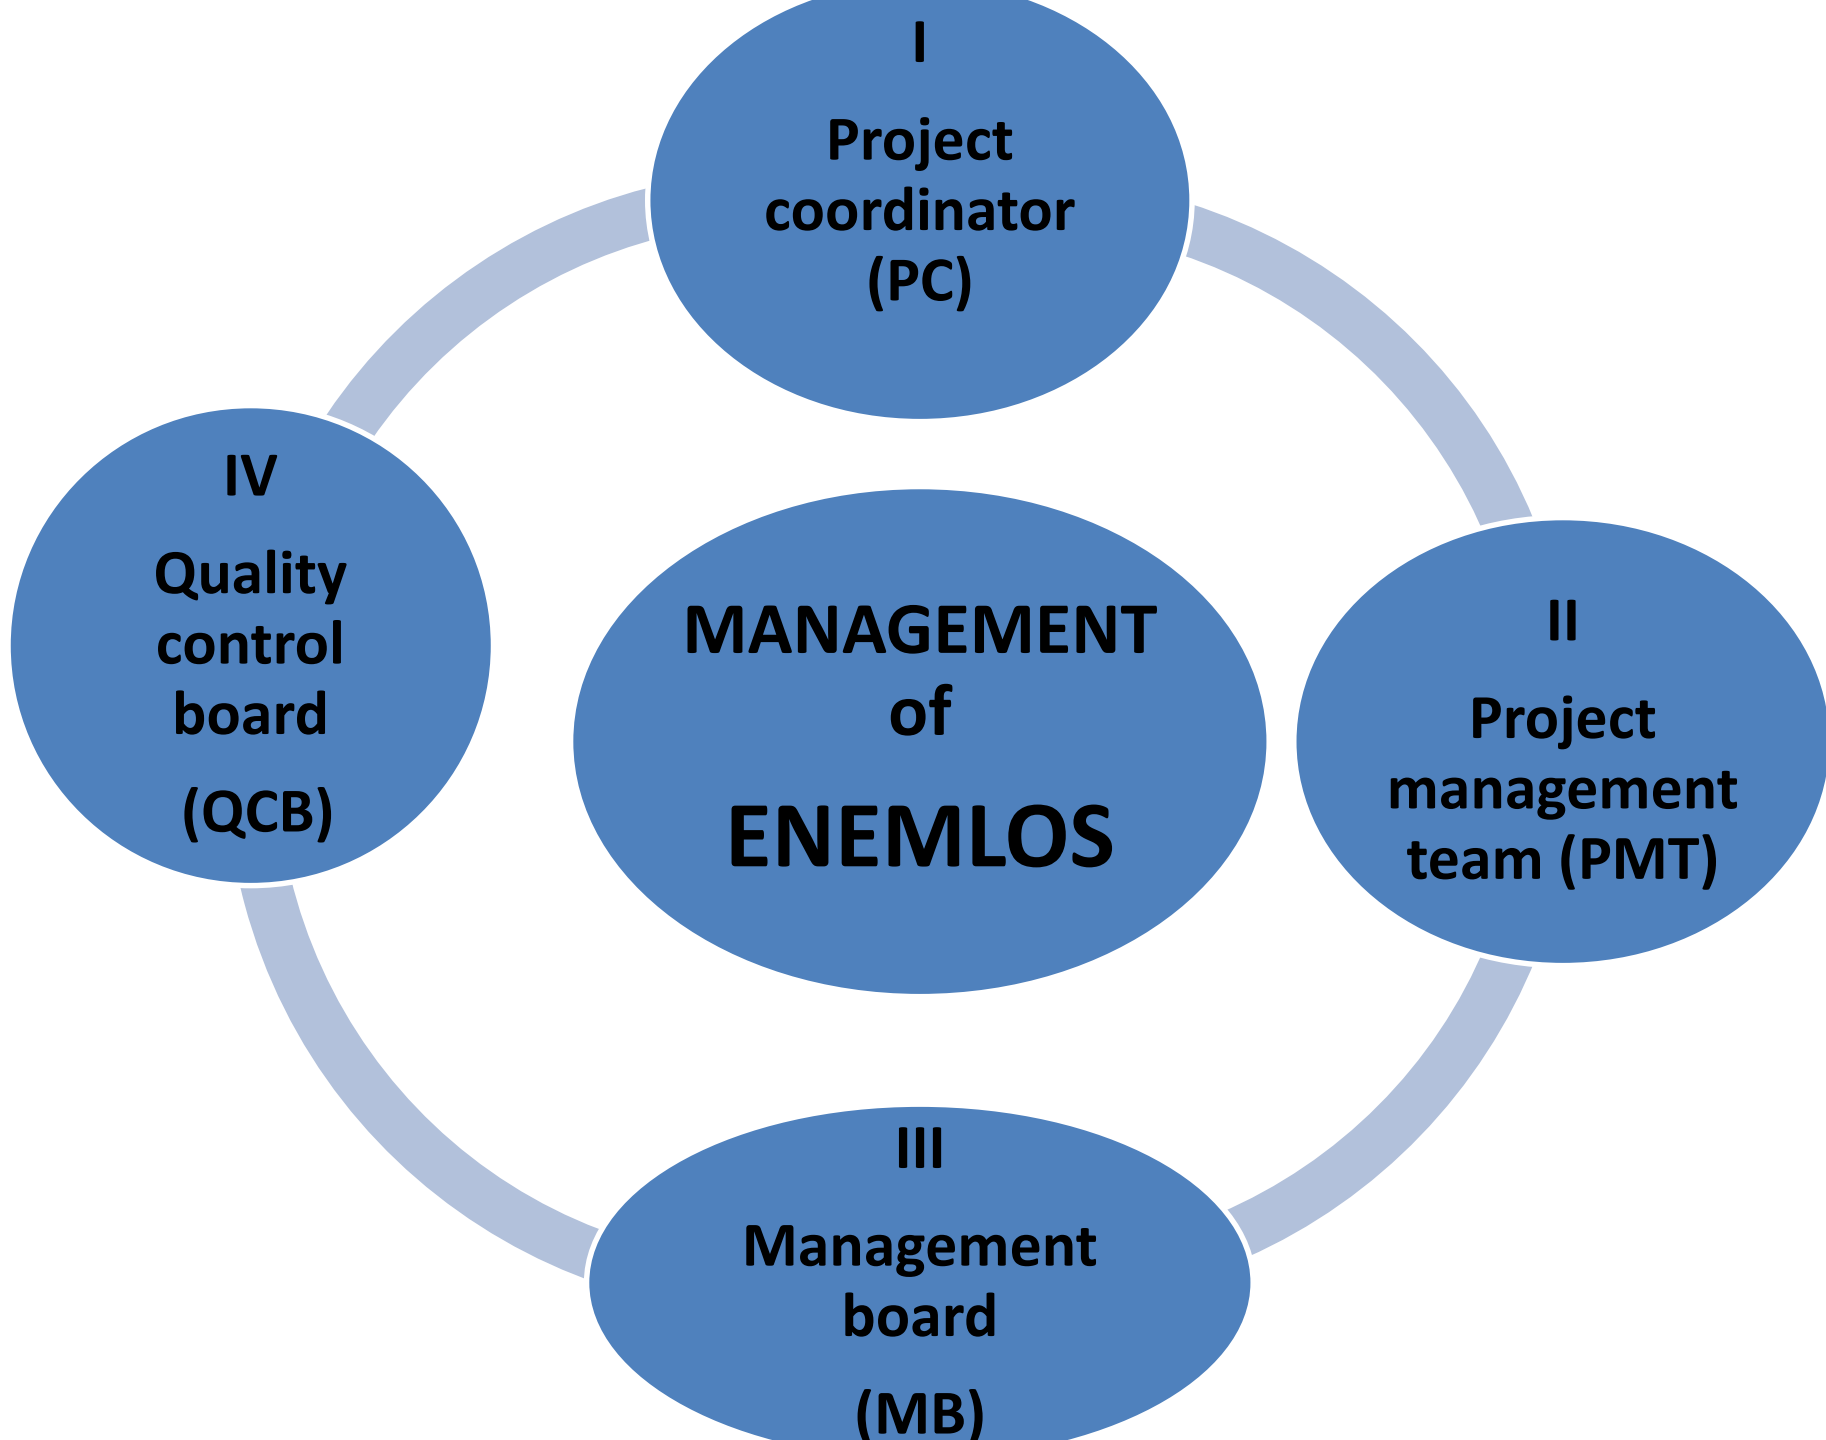 I
Project
coordinator
(PC)
II
Project
management
team (PMT)
III
Management
board
(MB)
IV
Quality
control
board
(QCB)
MANAGEMENT
of
ENEMLOS